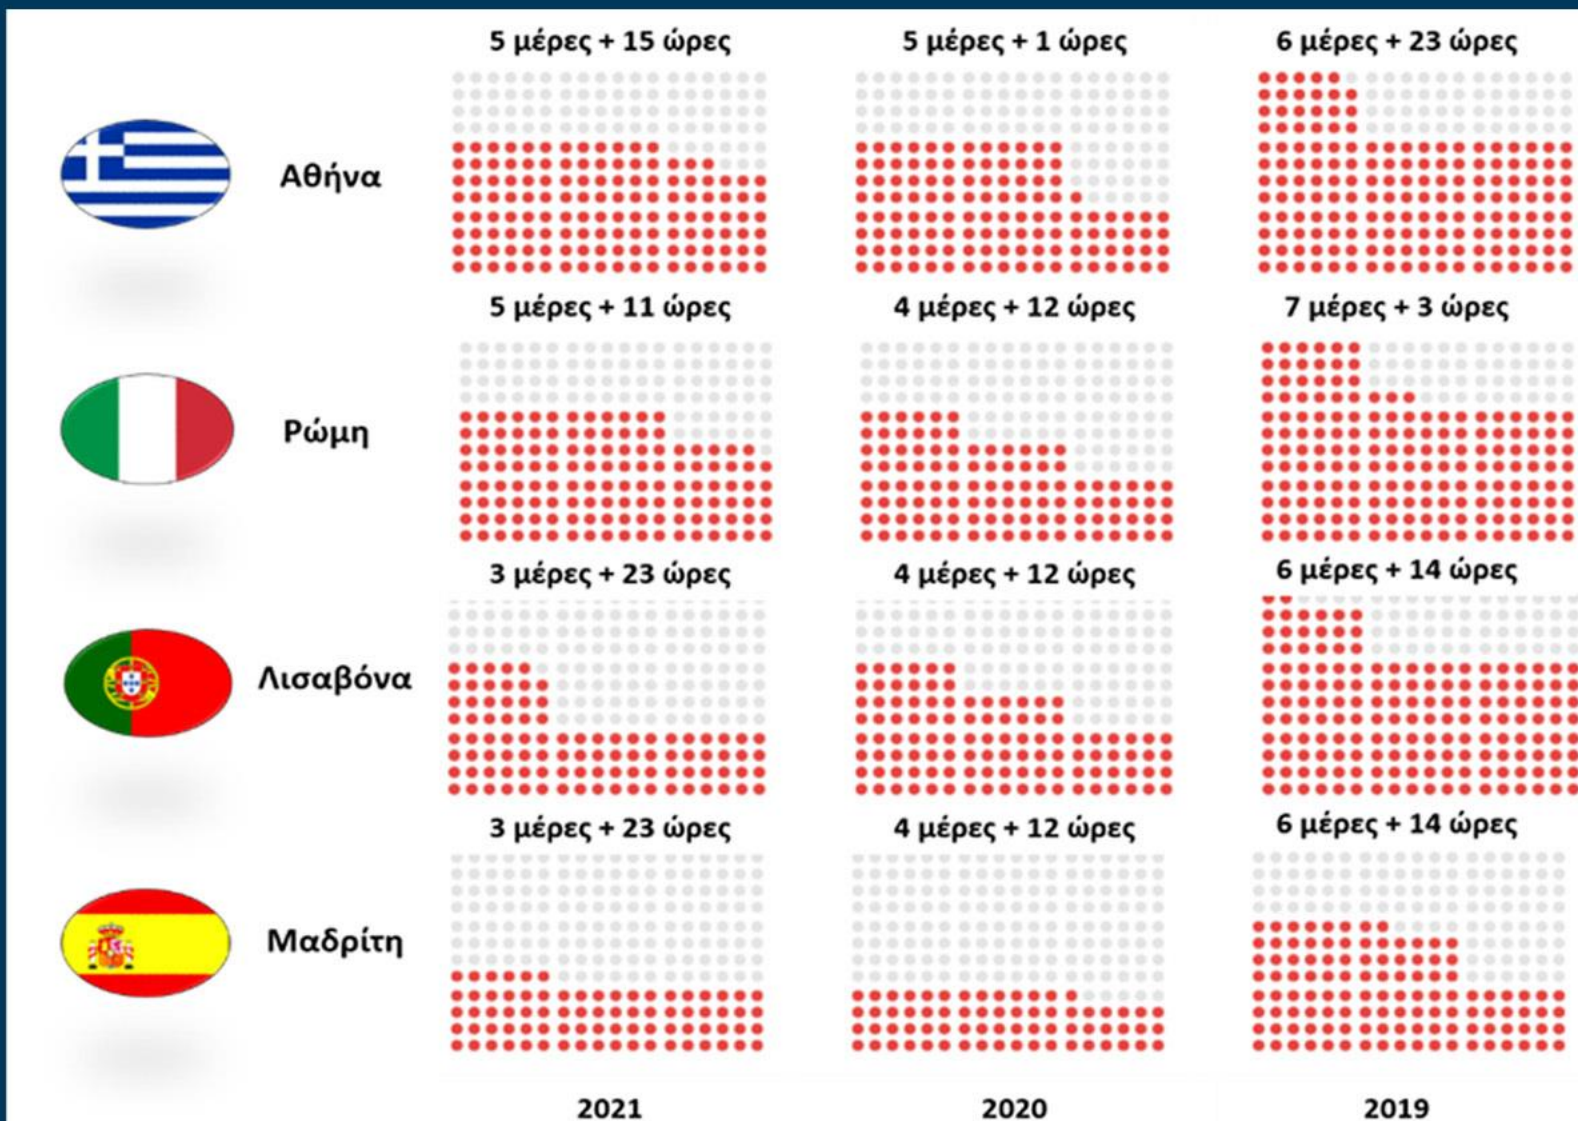 5 μέρες + 15 ώρες
5 μέρες + 1 ώρες
6 μέρες + 23 ώρες
Αθήνα
5 μέρες + 11 ώρες
4 μέρες + 12 ώρες
7 μέρες + 3 ώρες
Ρώμη
3 μέρες + 23 ώρες
4 μέρες + 12 ώρες
6 μέρες + 14 ώρες
Λισαβόνα
3 μέρες + 23 ώρες
4 μέρες + 12 ώρες
6 μέρες + 14 ώρες
Μαδρίτη
2021
2020
2019